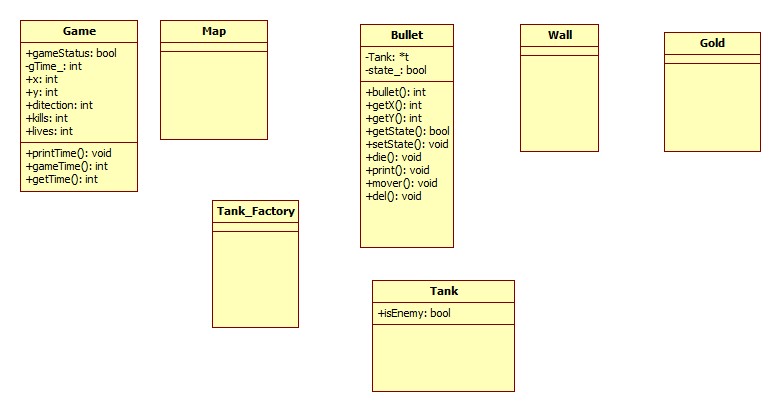 Game
+gameStatus: bool
-gTime_: int
+x: int
+y: int
+ditection: int
+kills: int
+lives: int
+printTime(): void
+gameTime(): int
+getTime(): int
Map
Bullet
-Tank: *t
-state_: bool
+bullet(): int
+getX(): int
+getY(): int
+getState(): bool
+setState(): void
+die(): void
+print(): void
+mover(): void
+del(): void
Wall
Gold
Tank_Factory
Tank
+isEnemy: bool